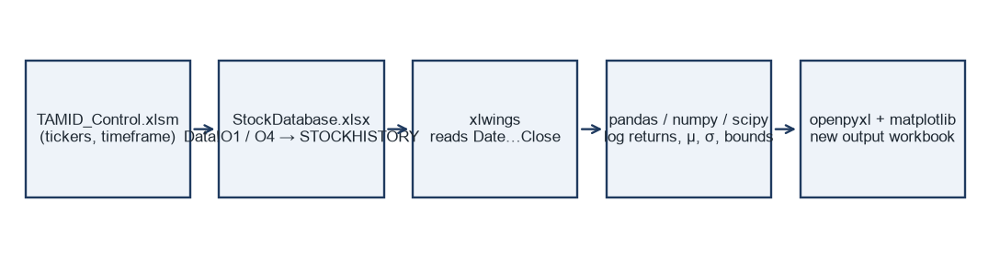 TAMID_Control.xlsm
(tickers, timeframe)
StockDatabase.xlsx
Data!O1 / O4 → STOCKHISTORY
xlwings
reads Date…Close
pandas / numpy / scipy
log returns, μ, σ, bounds
openpyxl + matplotlib
new output workbook